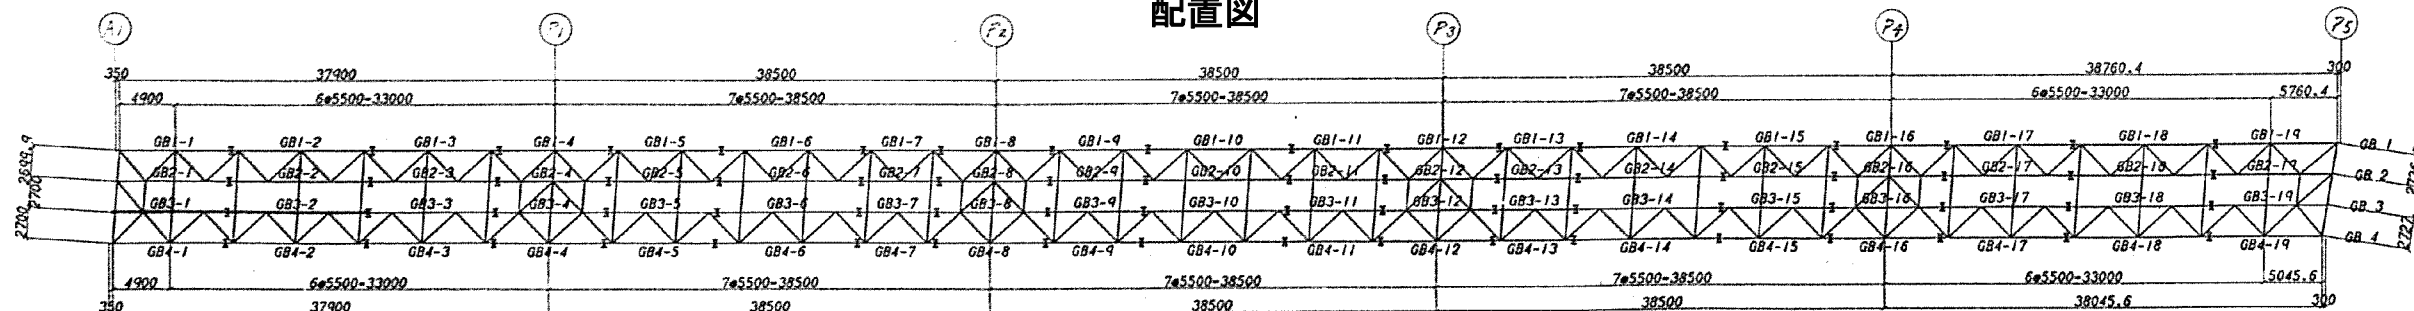 配置図
A1 P1 P2 P3 P4 P5
350 37900 38500 38500 38500 38760.4 300
4900 6@5500-33000 7@5500-38500 7@5500-38500 7@5500-38500 6@5500-33000 5760.4
GB1-1 GB1-2 GB1-3 GB1-4 GB1-5 GB1-6 GB1-7 GB1-8 GB1-9 GB1-10 GB1-11 GB1-12 GB1-13 GB1-14 GB1-15 GB1-16 GB1-17 GB1-18 GB1-19 GB 1
2699.9
GB2-1 GB2-2 GB2-3 GB2-4 GB2-5 GB2-6 GB2-7 GB2-8 GB2-9 GB2-10 GB2-11 GB2-12 GB2-13 GB2-14 GB2-15 GB2-16 GB2-17 GB2-18 GB2-19 GB 2
2700
GB3-1 GB3-2 GB3-3 GB3-4 GB3-5 GB3-6 GB3-7 GB3-8 GB3-9 GB3-10 GB3-11 GB3-12 GB3-13 GB3-14 GB3-15 GB3-16 GB3-17 GB3-18 GB3-19 GB 3
2700 2727
GB4-1 GB4-2 GB4-3 GB4-4 GB4-5 GB4-6 GB4-7 GB4-8 GB4-9 GB4-10 GB4-11 GB4-12 GB4-13 GB4-14 GB4-15 GB4-16 GB4-17 GB4-18 GB4-19 GB 4
4900 6@5500-33000 7@5500-38500 7@5500-38500 7@5500-38500 6@5500-33000 5045.6
350 37900 38500 38500 38500 38045.6 300